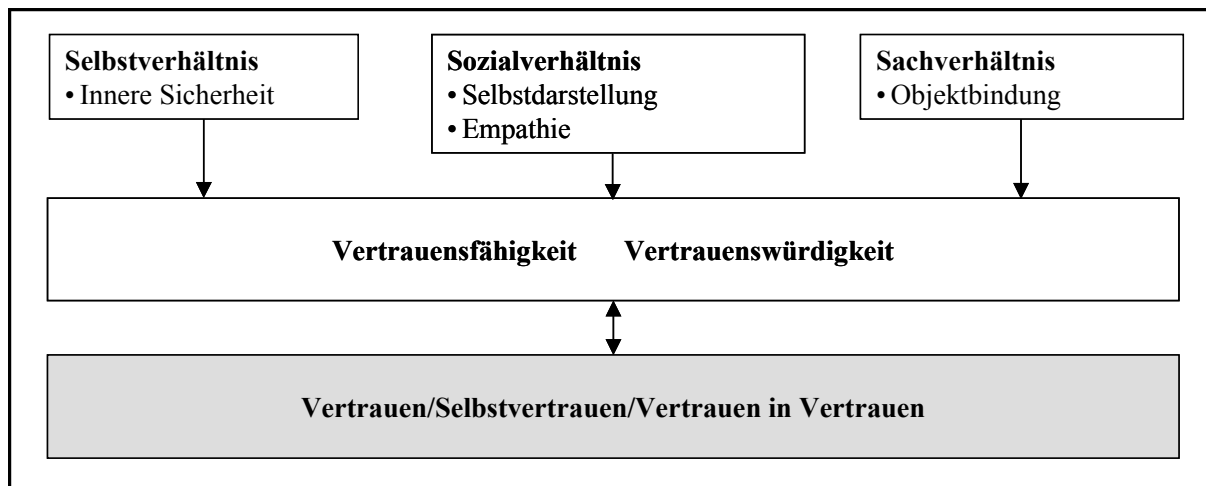 Selbstverhältnis
• Innere Sicherheit
Sozialverhältnis
• Selbstdarstellung
• Empathie
Sachverhältnis
• Objektbindung
Vertrauensfähigkeit Vertrauenswürdigkeit
Vertrauen/Selbstvertrauen/Vertrauen in Vertrauen